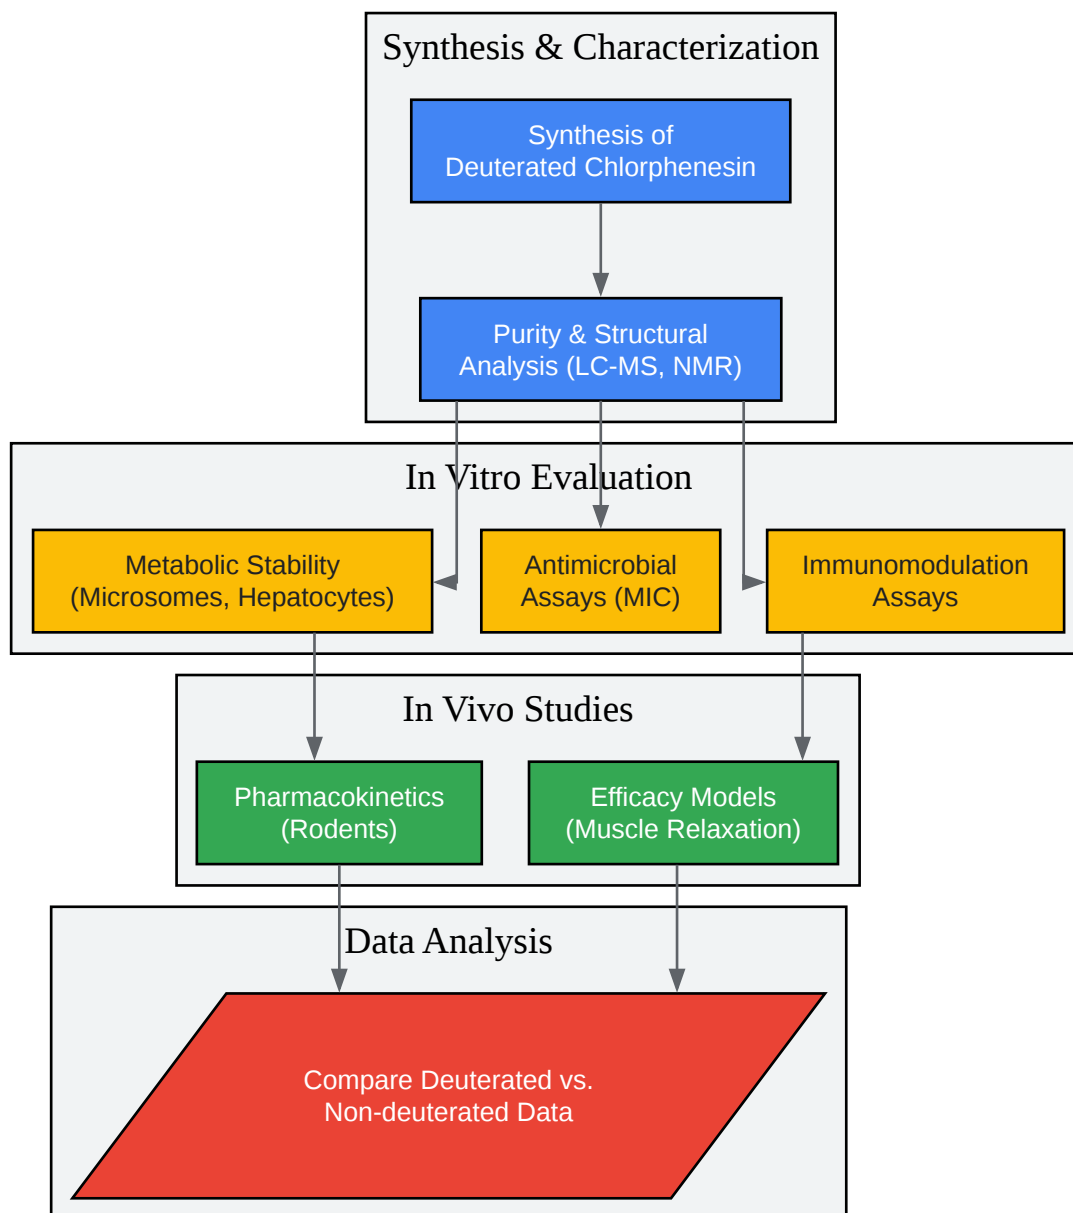 Synthesis & Characterization
Synthesis of
Deuterated Chlorphenesin
Purity & Structural
Analysis (LC-MS, NMR)
In Vitro Evaluation
Metabolic Stability
(Microsomes, Hepatocytes)
Antimicrobial
Assays (MIC)
Immunomodulation
Assays
In Vivo Studies
Pharmacokinetics
(Rodents)
Efficacy Models
(Muscle Relaxation)
Data Analysis
Compare Deuterated vs.
Non-deuterated Data